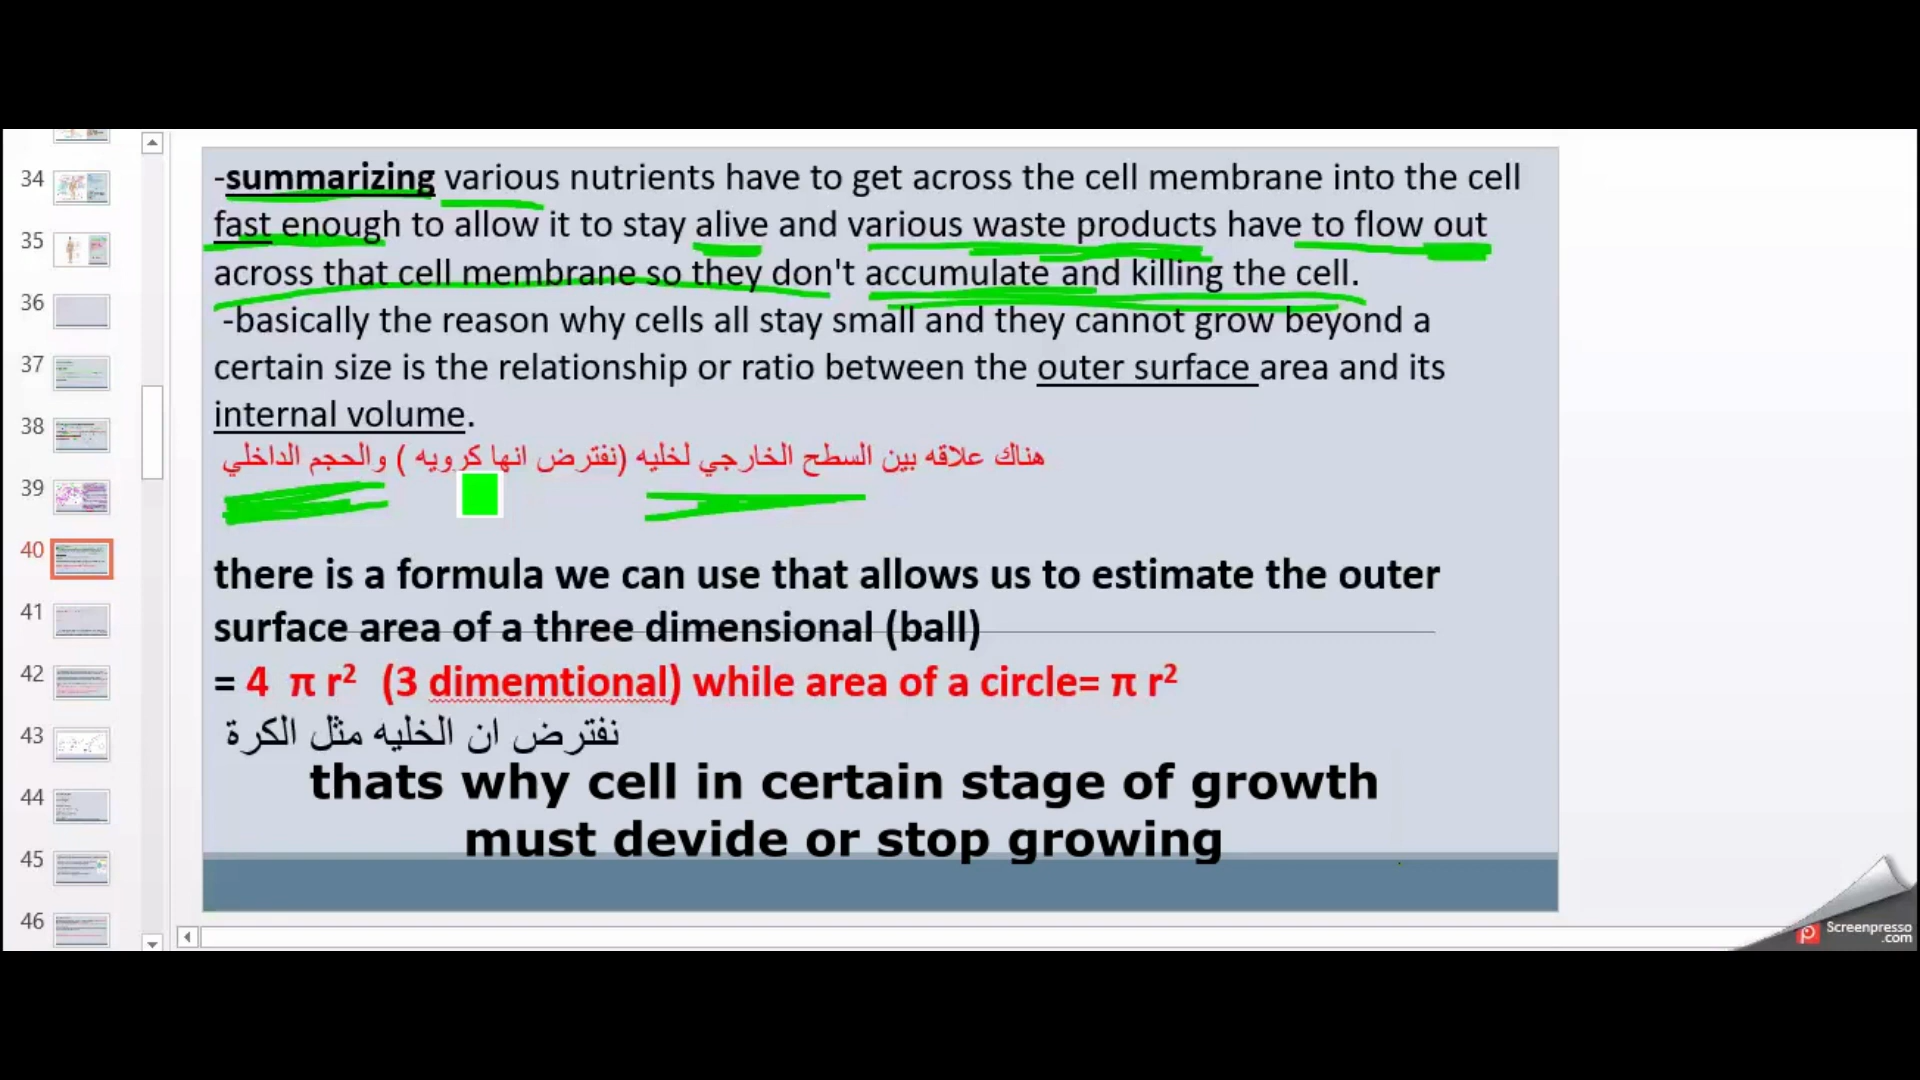 34
35
36
37
38
39
40
41
42
43
44
45
46
-summarizing various nutrients have to get across the cell membrane into the cell
fast enough to allow it to stay alive and various waste products have to flow out
across that cell membrane so they don't accumulate and killing the cell.
-basically the reason why cells all stay small and they cannot grow beyond a
certain size is the relationship or ratio between the outer surface area and its
internal volume.
هناك علاقه بين السطح الخارجي لخليه (نفترض انها كرويه ) والحجم الداخلي
there is a formula we can use that allows us to estimate the outer
surface area of a three dimensional (ball)
= 4 π r² (3 dimemtional) while area of a circle= π r²
نفترض ان الخليه مثل الكرة
thats why cell in certain stage of growth
must devide or stop growing
Screenpresso
.com